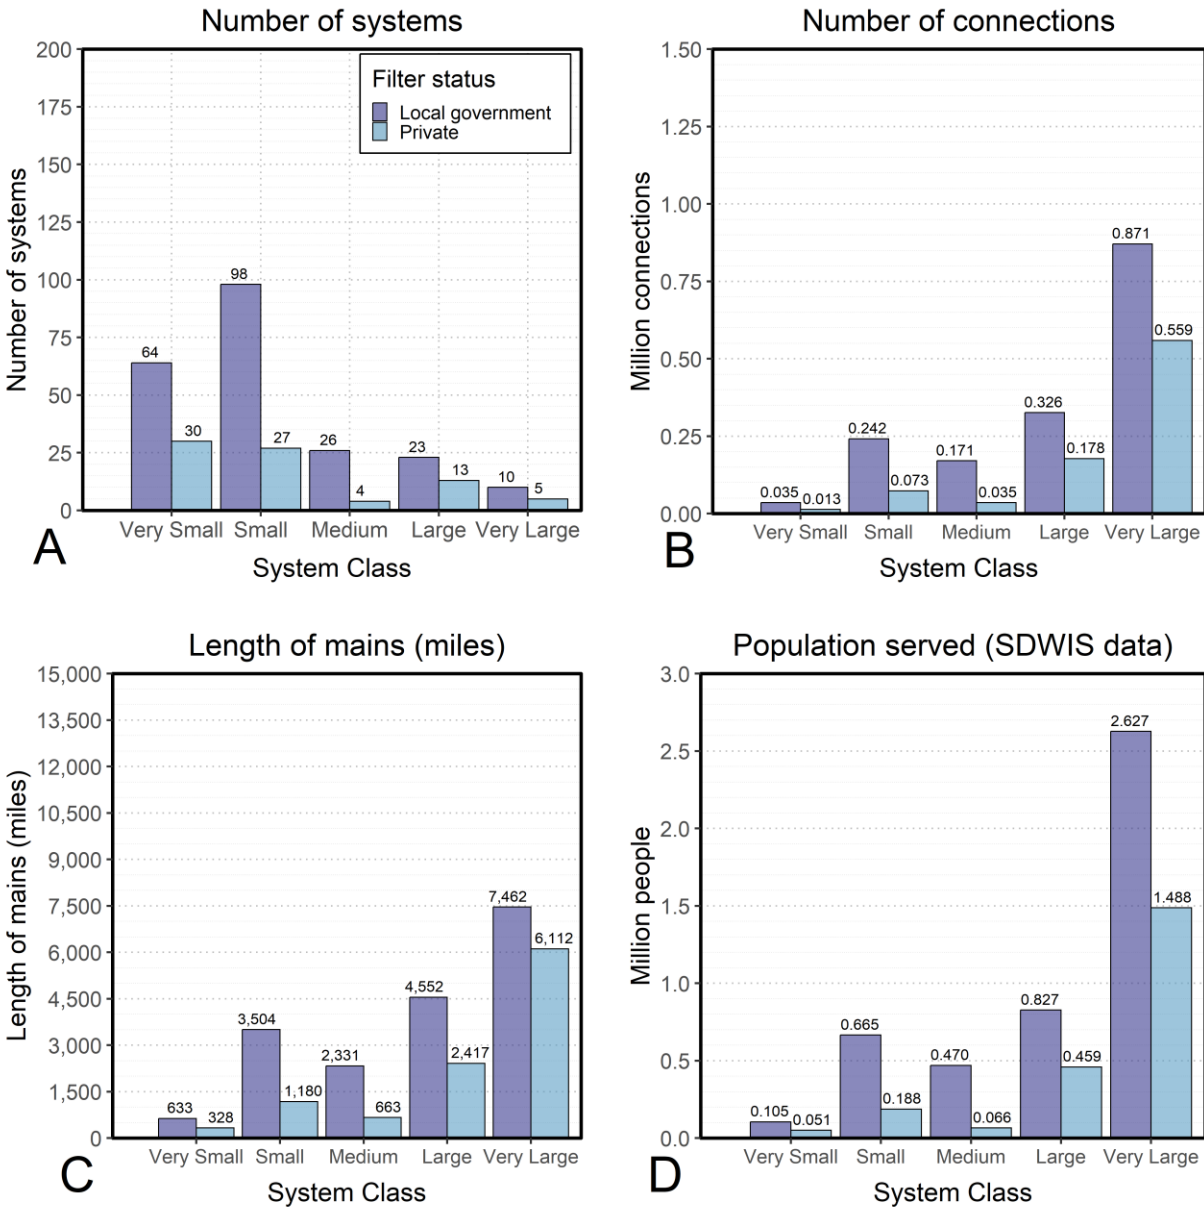 Number of systems
200
175
150
125
100
75
50
25
0
Number of systems
Filter status
Local government
Private
64
30
98
27
26
4
23
13
10
5
Very Small
Small
Medium
Large
Very Large
System Class
A
Number of connections
1.50
1.25
1.00
0.75
0.50
0.25
0.00
Million connections
0.035
0.013
0.242
0.073
0.171
0.035
0.326
0.178
0.871
0.559
Very Small
Small
Medium
Large
Very Large
System Class
B
Length of mains (miles)
15,000
13,500
12,000
10,500
9,000
7,500
6,000
4,500
3,000
1,500
0
Length of mains (miles)
633
328
3,504
1,180
2,331
663
4,552
2,417
7,462
6,112
Very Small
Small
Medium
Large
Very Large
System Class
C
Population served (SDWIS data)
3.0
2.5
2.0
1.5
1.0
0.5
0.0
Million people
0.105
0.051
0.665
0.188
0.470
0.066
0.827
0.459
2.627
1.488
Very Small
Small
Medium
Large
Very Large
System Class
D